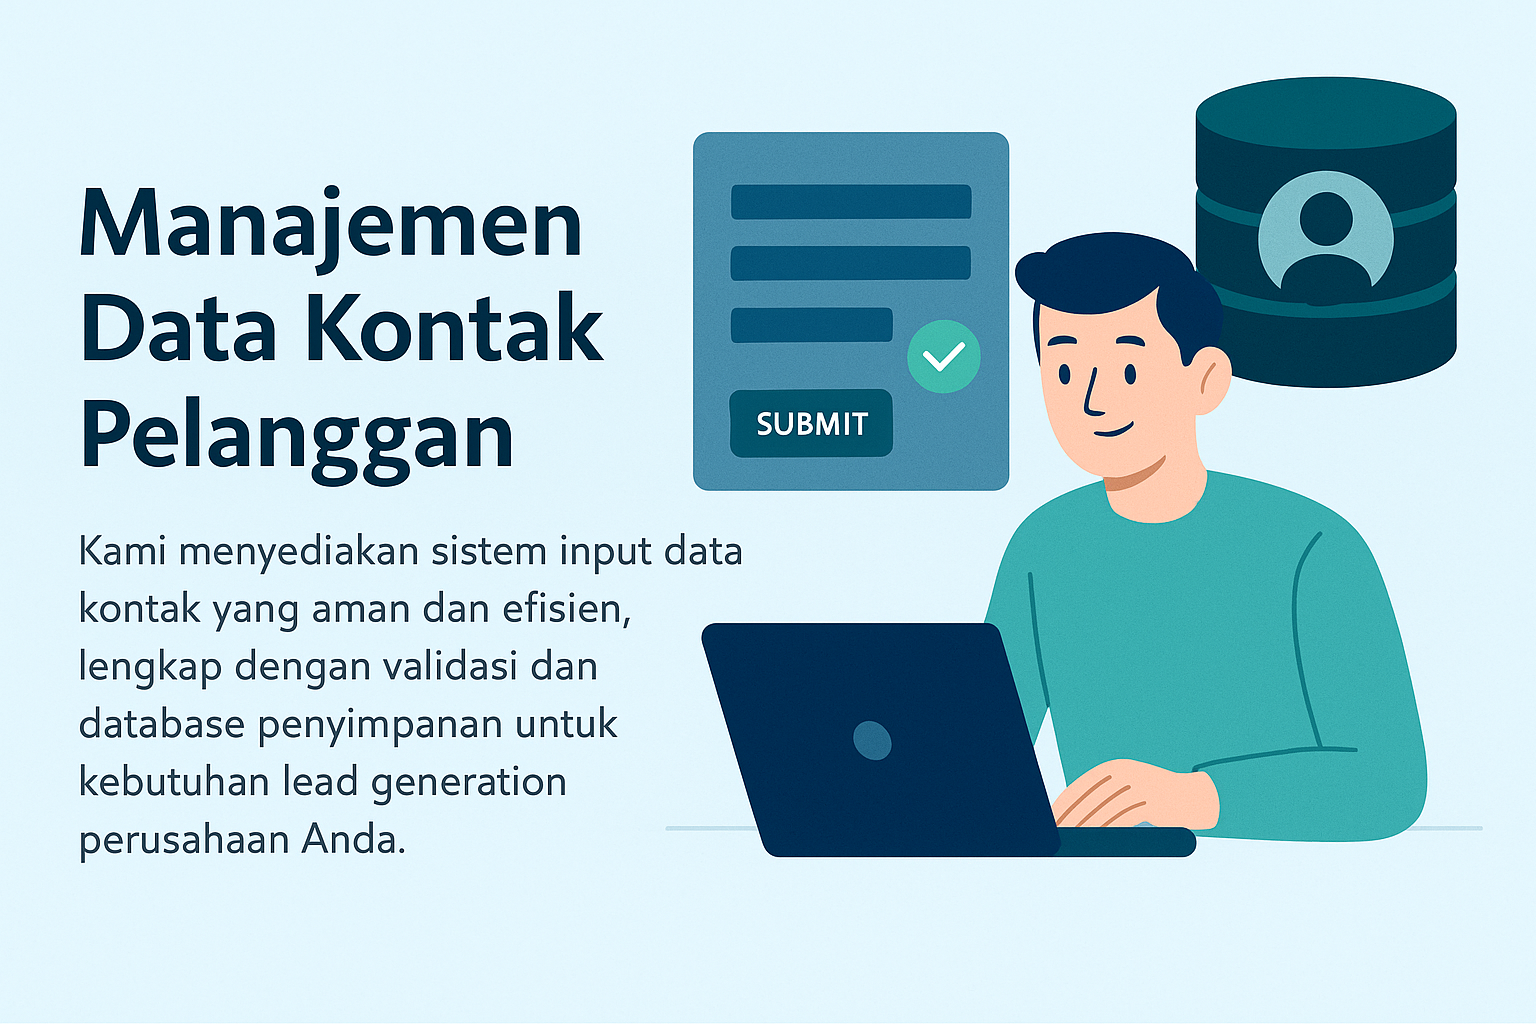 Manajemen
Data Kontak
Pelanggan
Kami menyediakan sistem input data
kontak yang aman dan efisien,
lengkap dengan validasi dan
database penyimpanan untuk
kebutuhan lead generation
perusahaan Anda.
SUBMIT